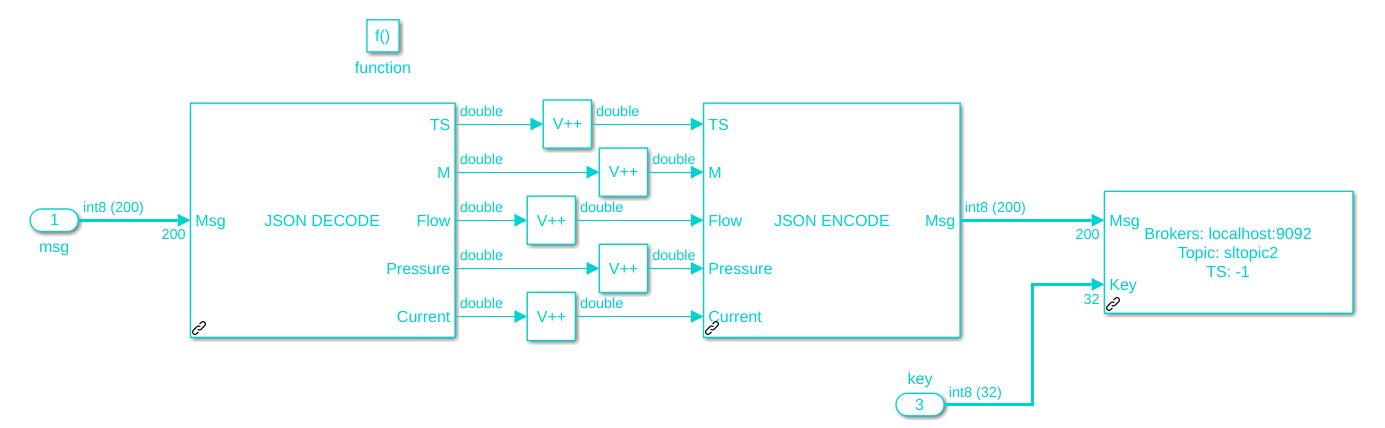 f()
function
TS
double
V++
double
TS
M
double
V++
double
M
1
msg
int8 (200)
200
Msg
JSON DECODE
Flow
double
V++
double
Flow
JSON ENCODE
Msg
int8 (200)
200
Msg
Brokers: localhost:9092
Topic: sltopic2
TS: -1
Pressure
double
V++
double
Pressure
32
Key
Current
double
V++
double
Current
key
3
int8 (32)